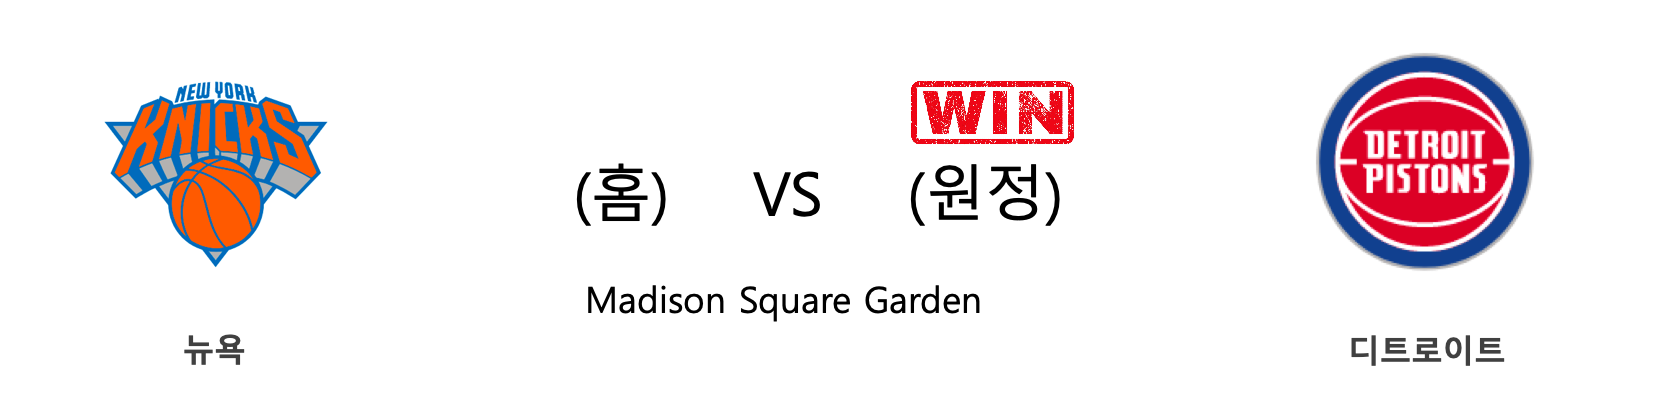 NEW YORK
KNICKS
WIN
(홈) VS (원정)
DETROIT
PISTONS
Madison Square Garden
뉴욕
디트로이트